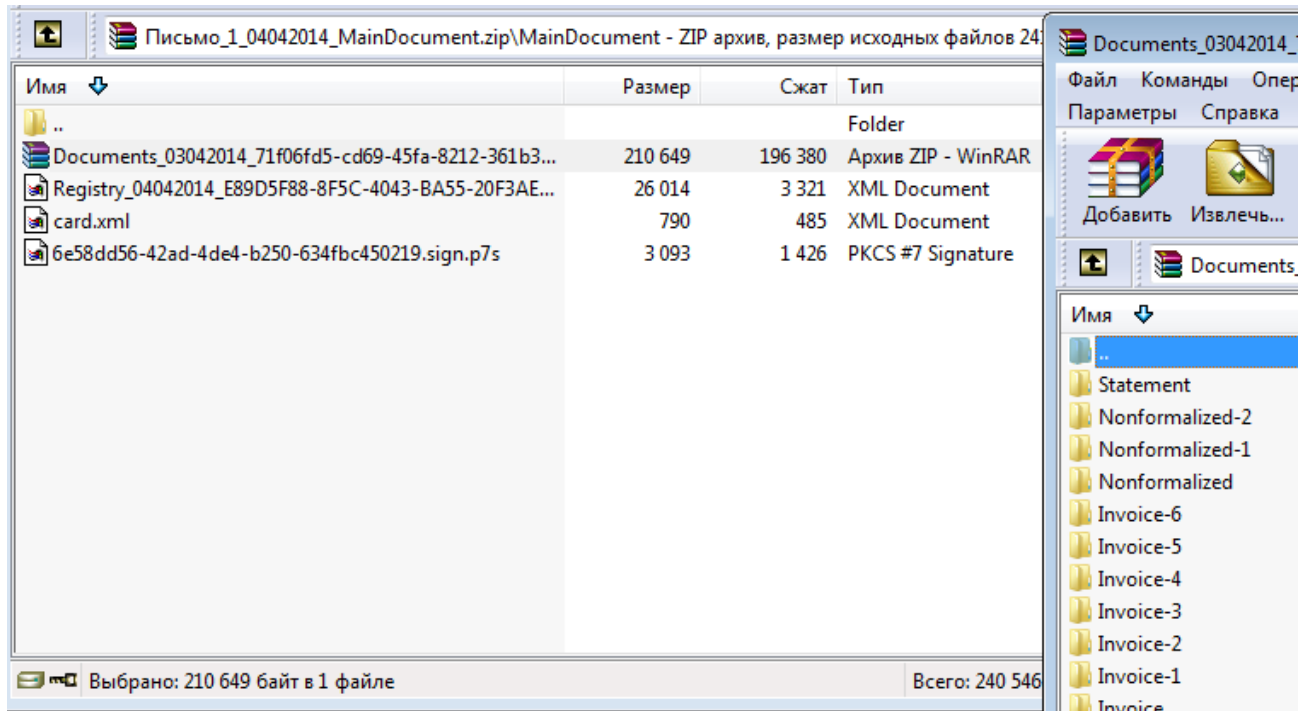 Письмо_1_04042014_MainDocument.zip\MainDocument - ZIP архив, размер исходных файлов 24
Имя Размер Сжат Тип
.. Folder
Documents_03042014_71f06fd5-cd69-45fa-8212-361b3... 210 649 196 380 Архив ZIP - WinRAR
Registry_04042014_E89D5F88-8F5C-4043-BA55-20F3AE... 26 014 3 321 XML Document
card.xml 790 485 XML Document
6e58dd56-42ad-4de4-b250-634fbc450219.sign.p7s 3 093 1 426 PKCS #7 Signature
Выбрано: 210 649 байт в 1 файле Всего: 240 546
Documents_03042014_
Файл Команды Опер
Параметры Справка
Добавить Извлечь...
Documents_
Имя
..
Statement
Nonformalized-2
Nonformalized-1
Nonformalized
Invoice-6
Invoice-5
Invoice-4
Invoice-3
Invoice-2
Invoice-1
Invoice